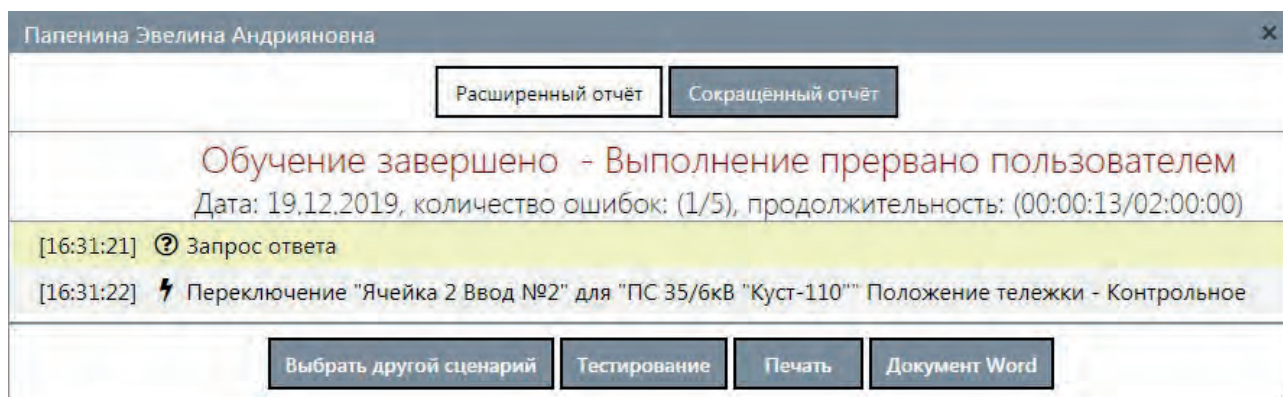 Папенина Эвелина Андрияновна ×
Расширенный отчёт Сокращённый отчёт
Обучение завершено - Выполнение прервано пользователем
Дата: 19.12.2019, количество ошибок: (1/5), продолжительность: (00:00:13/02:00:00)
[16:31:21] Запрос ответа
[16:31:22] Переключение "Ячейка 2 Ввод №2" для "ПС 35/6кВ "Куст-110"" Положение тележки - Контрольное
Выбрать другой сценарий Тестирование Печать Документ Word